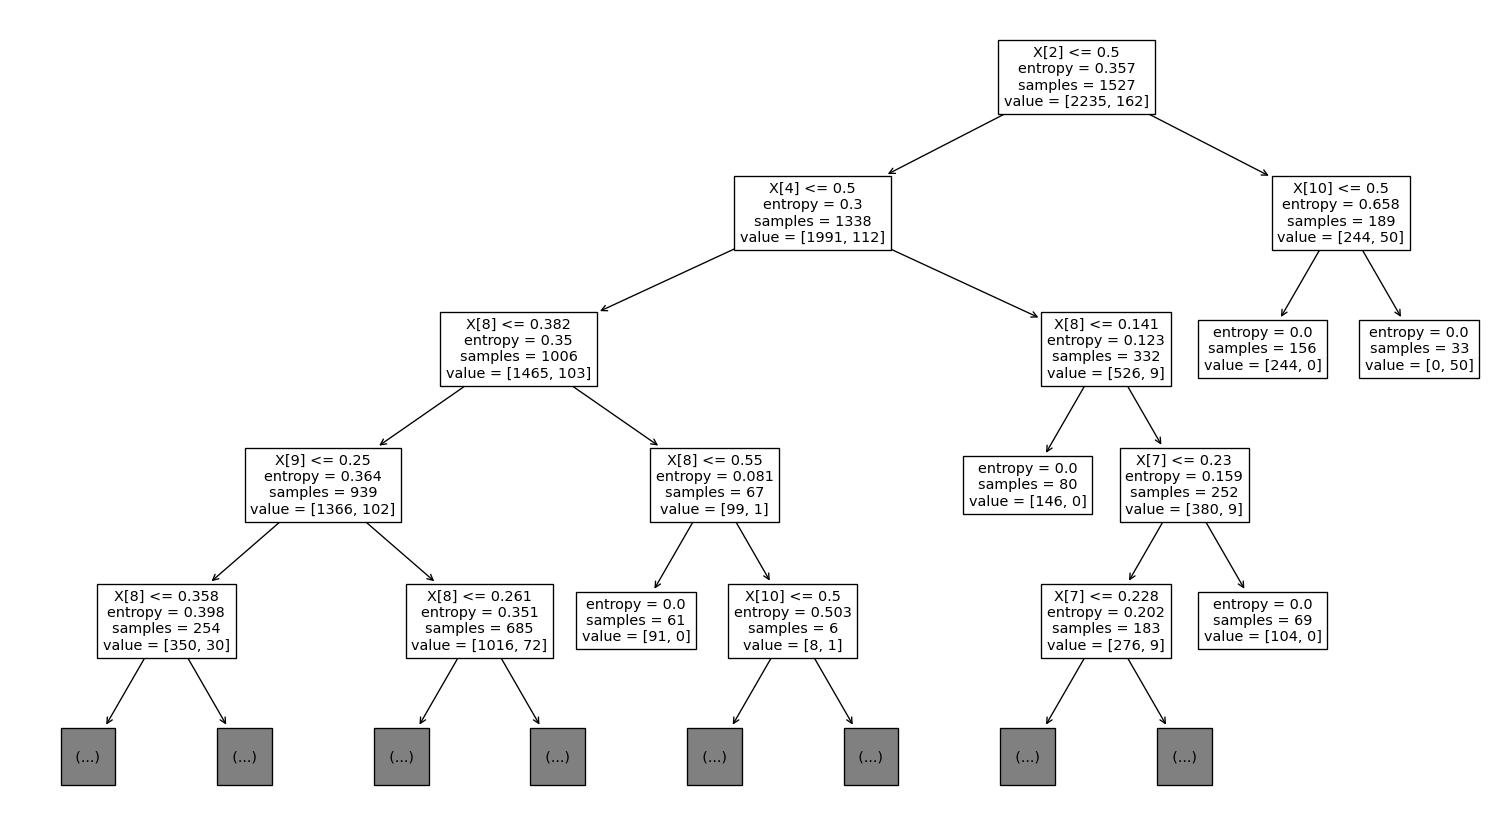 X[2] <= 0.5
entropy = 0.357
samples = 1527
value = [2235, 162]
X[4] <= 0.5
entropy = 0.3
samples = 1338
value = [1991, 112]
X[10] <= 0.5
entropy = 0.658
samples = 189
value = [244, 50]
X[8] <= 0.382
entropy = 0.35
samples = 1006
value = [1465, 103]
X[8] <= 0.141
entropy = 0.123
samples = 332
value = [526, 9]
entropy = 0.0
samples = 156
value = [244, 0]
entropy = 0.0
samples = 33
value = [0, 50]
X[9] <= 0.25
entropy = 0.364
samples = 939
value = [1366, 102]
X[8] <= 0.55
entropy = 0.081
samples = 67
value = [99, 1]
entropy = 0.0
samples = 80
value = [146, 0]
X[7] <= 0.23
entropy = 0.159
samples = 252
value = [380, 9]
X[8] <= 0.358
entropy = 0.398
samples = 254
value = [350, 30]
X[8] <= 0.261
entropy = 0.351
samples = 685
value = [1016, 72]
entropy = 0.0
samples = 61
value = [91, 0]
X[10] <= 0.5
entropy = 0.503
samples = 6
value = [8, 1]
X[7] <= 0.228
entropy = 0.202
samples = 183
value = [276, 9]
entropy = 0.0
samples = 69
value = [104, 0]
(...)
(...)
(...)
(...)
(...)
(...)
(...)
(...)